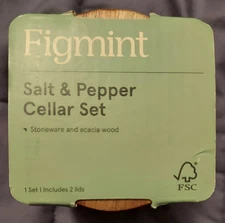 Figmint
Salt & Pepper
Cellar Set
Stoneware and acacia wood
1 Set | Includes 2 lids
FSC